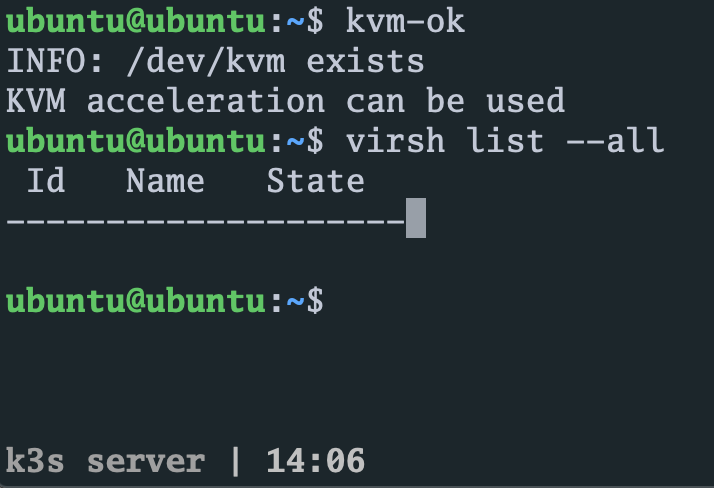 ubuntu@ubuntu:~$ kvm-ok
INFO: /dev/kvm exists
KVM acceleration can be used
ubuntu@ubuntu:~$ virsh list --all
 Id   Name   State
--------------------
ubuntu@ubuntu:~$
k3s server | 14:06